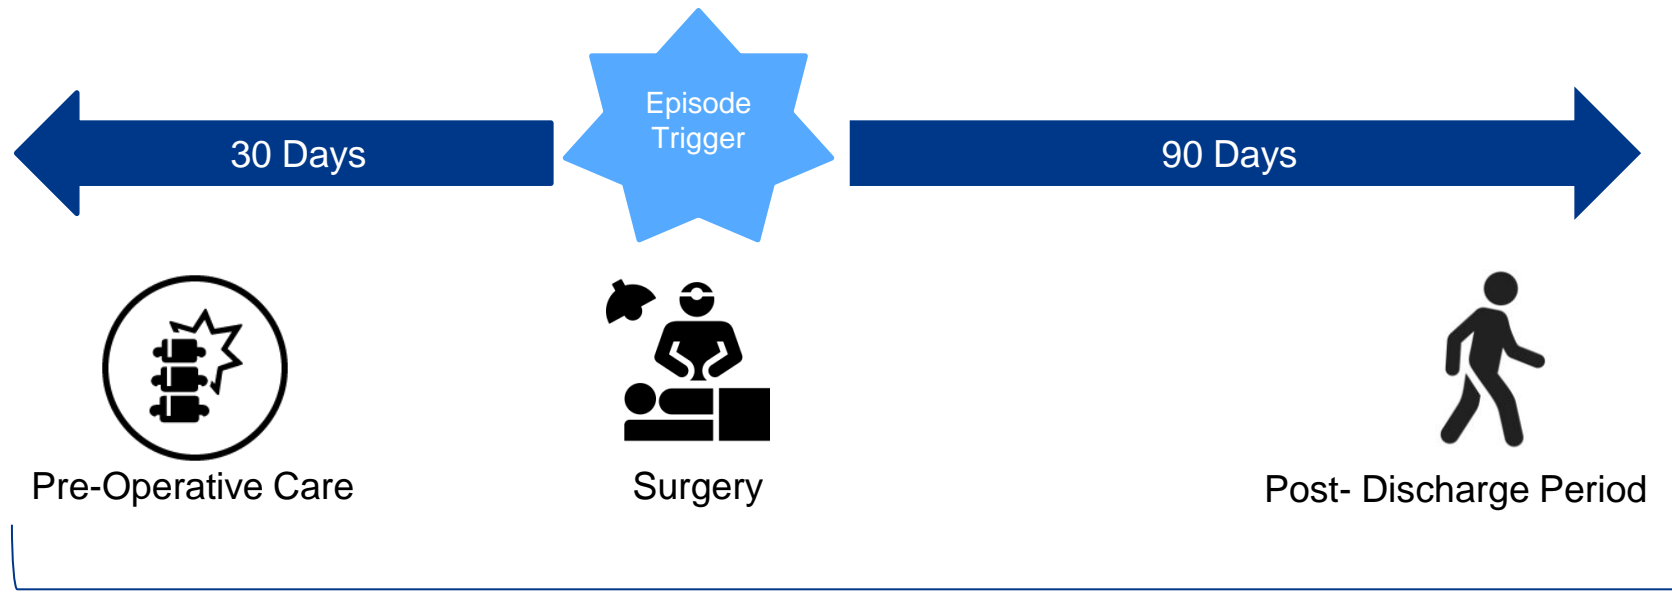 Episode
Trigger
30 Days
90 Days
Pre-Operative Care
Surgery
Post- Discharge Period